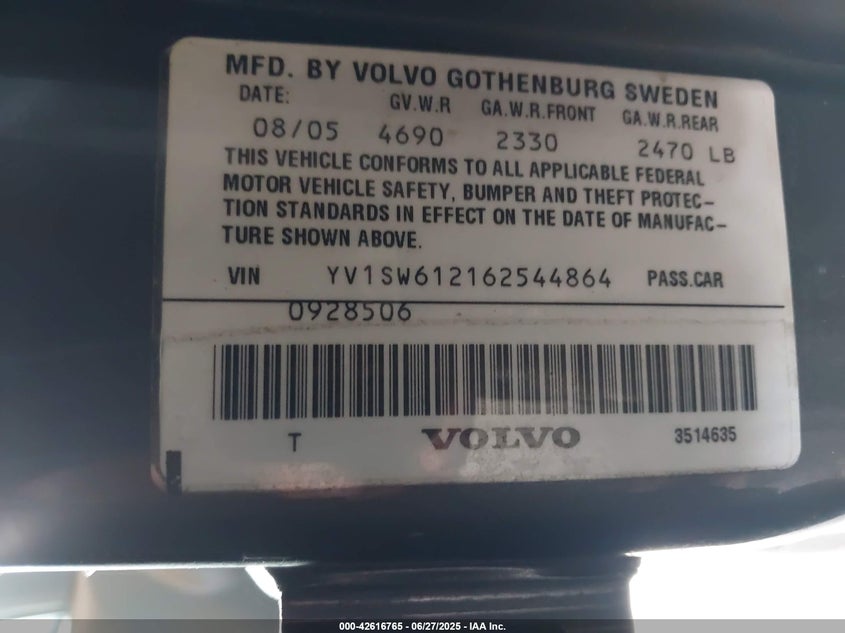 MFD. BY VOLVO GOTHENBURG SWEDEN
DATE: GV.W.R GA.W.R.FRONT GA.W.R.REAR
08/05 4690 2330 2470 LB
THIS VEHICLE CONFORMS TO ALL APPLICABLE FEDERAL
MOTOR VEHICLE SAFETY, BUMPER AND THEFT PROTEC-
TION STANDARDS IN EFFECT ON THE DATE OF MANUFAC-
TURE SHOWN ABOVE.
VIN YV1SW612162544864 PASS.CAR
0928506
T VOLVO 3514635
000-42616765 - 06/27/2025 - IAA Inc.